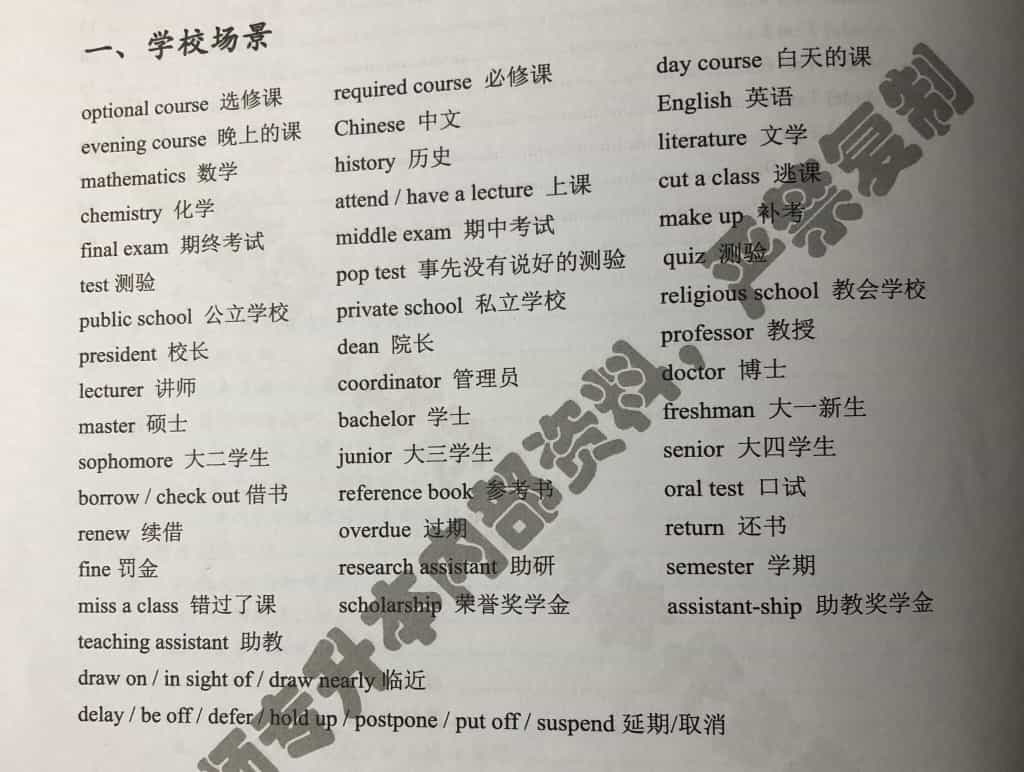 一、学校场景
optional course 选修课 required course 必修课 day course 白天的课
evening course 晚上的课 Chinese 中文 English 英语
mathematics 数学 history 历史 literature 文学
chemistry 化学 attend / have a lecture 上课 cut a class 逃课
final exam 期终考试 middle exam 期中考试 make up 补考
test 测验 pop test 事先没有说好的测验 quiz 测验
public school 公立学校 private school 私立学校 religious school 教会学校
president 校长 dean 院长 professor 教授
lecturer 讲师 coordinator 管理员 doctor 博士
master 硕士 bachelor 学士 freshman 大一新生
sophomore 大二学生 junior 大三学生 senior 大四学生
borrow / check out 借书 reference book 参考书 oral test 口试
renew 续借 overdue 过期 return 还书
fine 罚金 research assistant 助研 semester 学期
miss a class 错过了课 scholarship 荣誉奖学金 assistant-ship 助教奖学金
teaching assistant 助教
draw on / in sight of / draw nearly 临近
delay / be off / defer / hold up / postpone / put off / suspend 延期/取消
师专升本内部资料，严禁复制